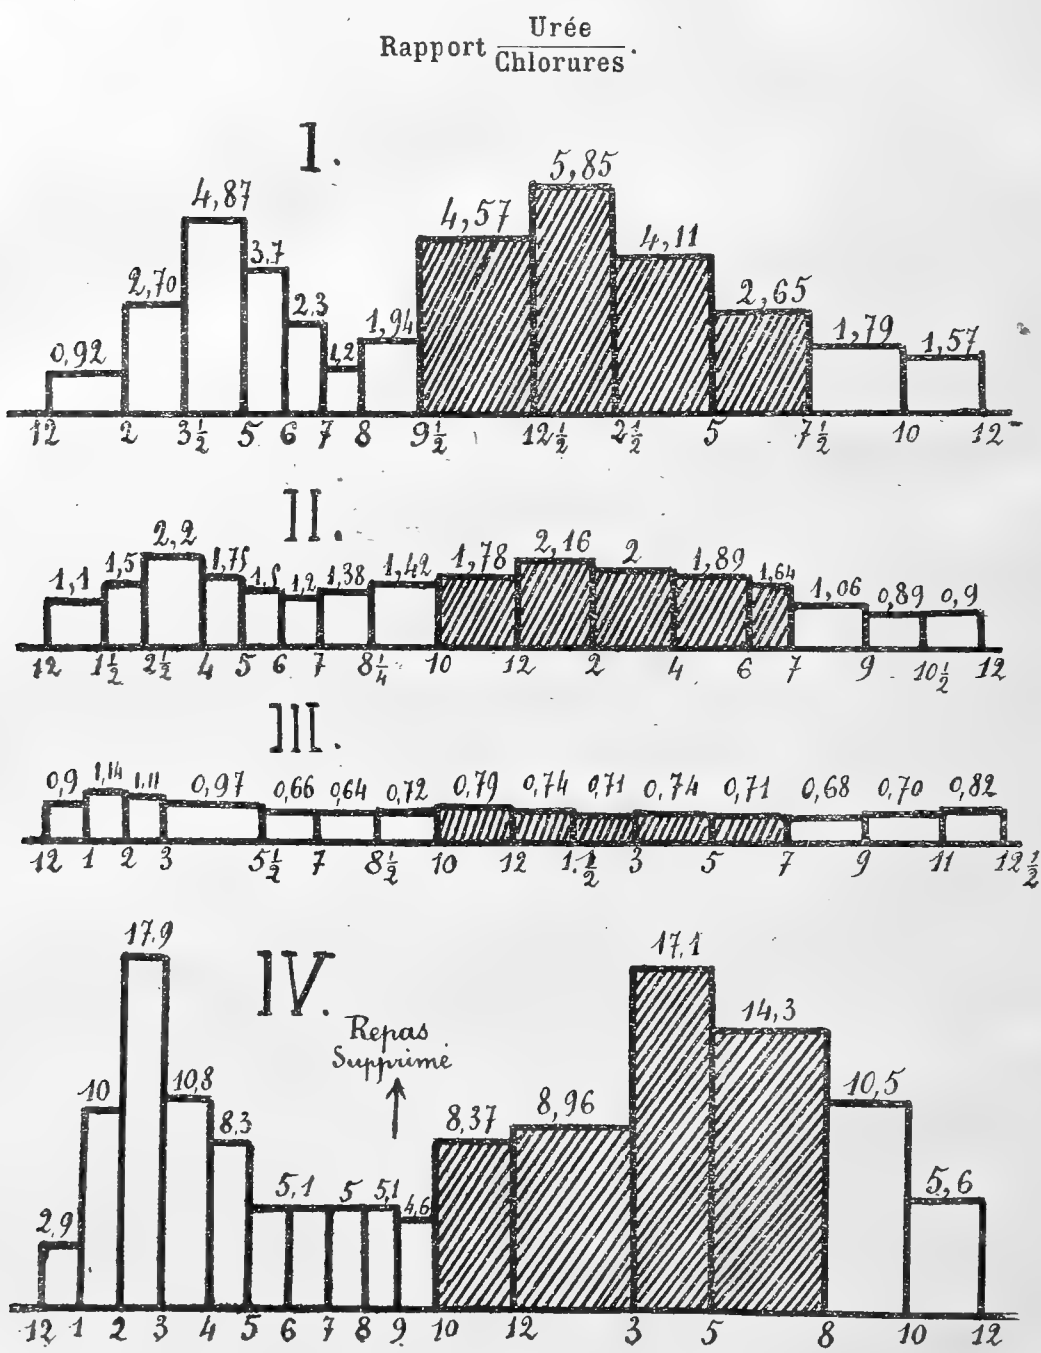 Rapport Urée
Chlorures.
I.
5,85
4,87 4,57
3,7 4,11
2,70 2,3 2,65
0,92 1,2 1,94 1,79 1,57
12 2 3½ 5 6 7 8 9½ 12½ 2½ 5 7½ 10 12
II.
1,1 1,5 2,2 1,75 1,5 1,2 1,38 1,42 1,78 2,16 2 1,89 1,64 1,06 0,89 0,9
12 1½ 2½ 4 5 6 7 8¼ 10 12 2 4 6 7 9 10½ 12
III.
0,9 1,14 1,11 0,97 0,66 0,64 0,72 0,79 0,74 0,71 0,74 0,71 0,68 0,70 0,82
12 1 2 3 5½ 7 8½ 10 12 1½ 3 5 7 9 11 12½
IV.
Repas
Supprimé
2,9 10 17.9 10,8 8,3 5,1 5 5,1 4,6 8,37 8,96 17,1 14,3 10,5 5,6
12 1 2 3 4 5 6 7 8 9 10 12 3 5 8 10 12